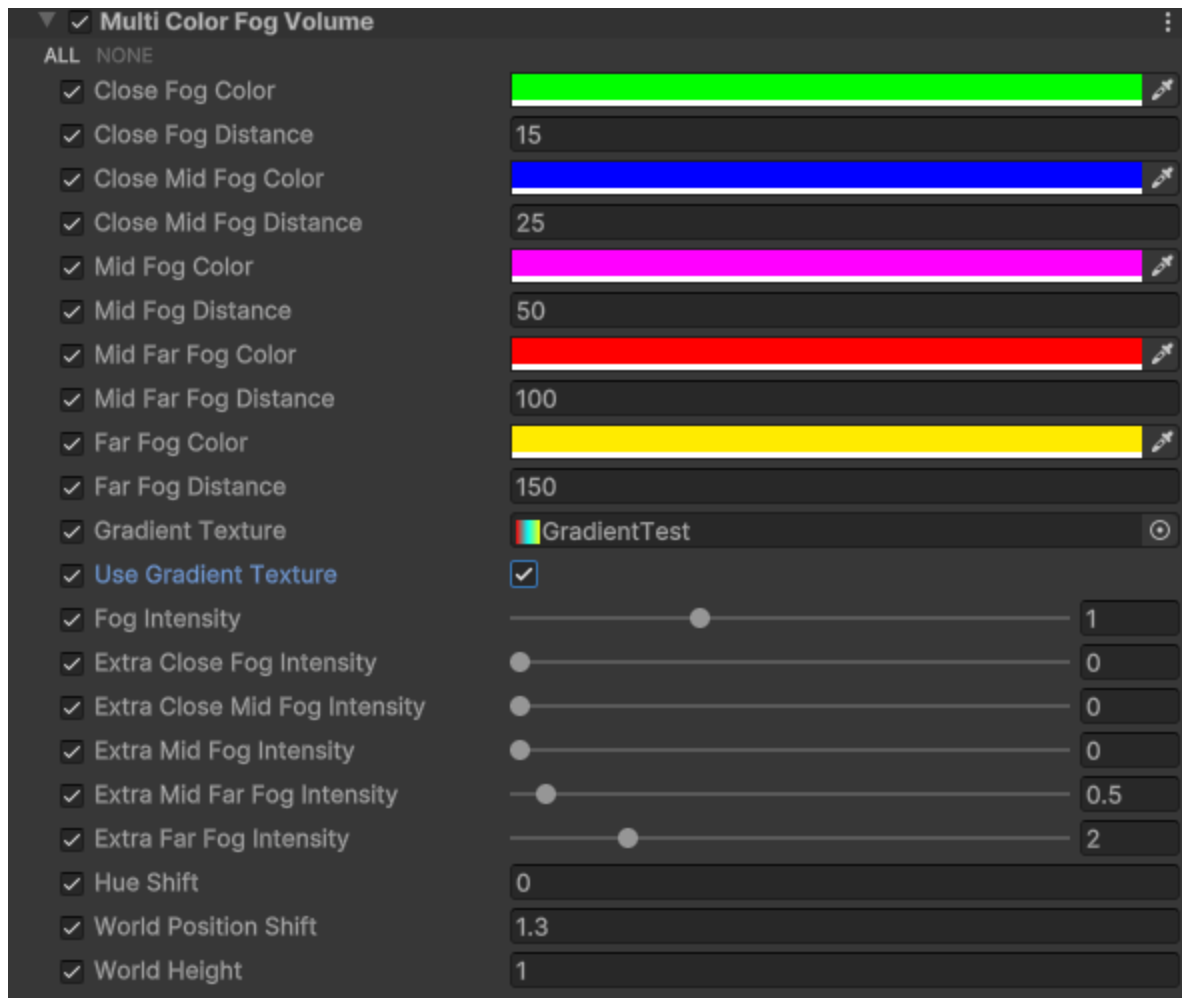 Multi Color Fog Volume
ALL NONE
Close Fog Color
Close Fog Distance 15
Close Mid Fog Color
Close Mid Fog Distance 25
Mid Fog Color
Mid Fog Distance 50
Mid Far Fog Color
Mid Far Fog Distance 100
Far Fog Color
Far Fog Distance 150
Gradient Texture GradientTest
Use Gradient Texture
Fog Intensity 1
Extra Close Fog Intensity 0
Extra Close Mid Fog Intensity 0
Extra Mid Fog Intensity 0
Extra Mid Far Fog Intensity 0.5
Extra Far Fog Intensity 2
Hue Shift 0
World Position Shift 1.3
World Height 1